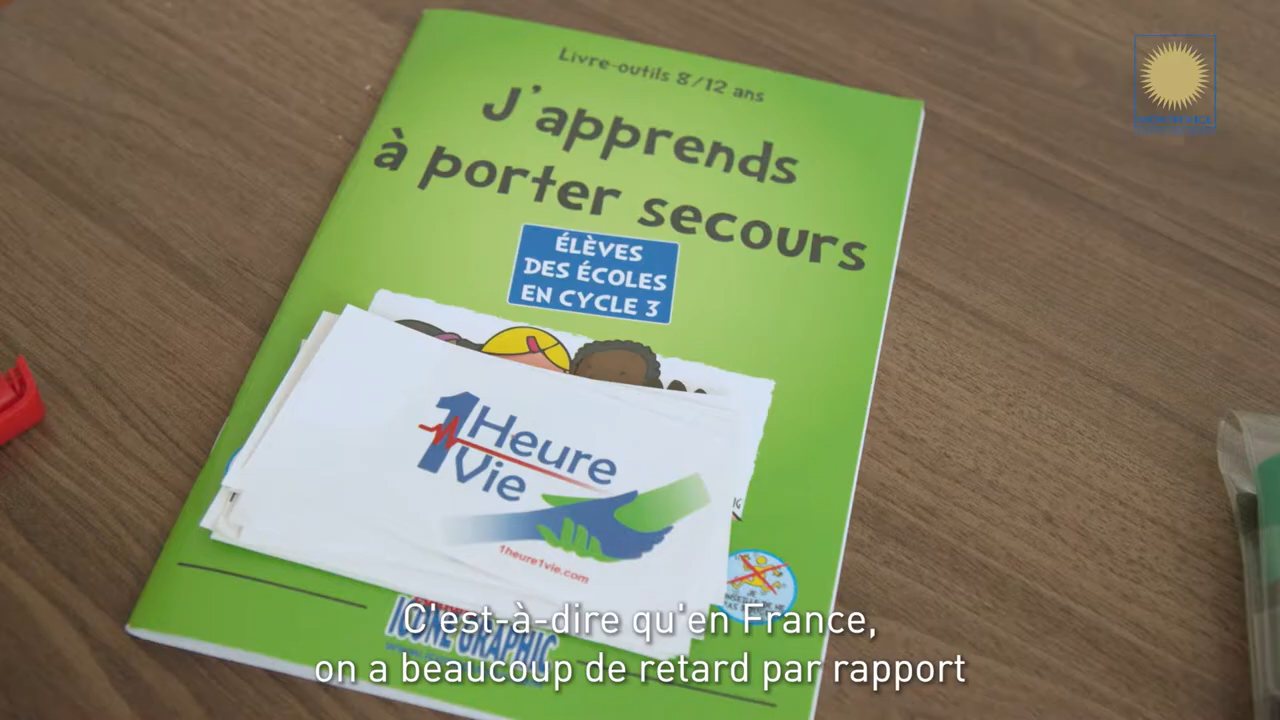 Livre-outils 8/12 ans
J'apprends
à porter secours
ÉLÈVES
DES ÉCOLES
EN CYCLE 3
1 Heure
1 Vie
1heure1vie.com
JE
ICONE GRAPHIC
C'est-à-dire qu'en France,
on a beaucoup de retard par rapport